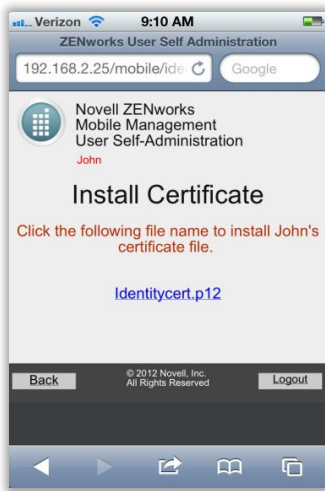 Verizon 9:10 AM
ZENworks User Self Administration
192.168.2.25/mobile/ide Google
Novell ZENworks
Mobile Management
User Self-Administration
John
Install Certificate
Click the following file name to install John's
certificate file.
Identitycert.p12
Back
© 2012 Novell, Inc.
All Rights Reserved
Logout